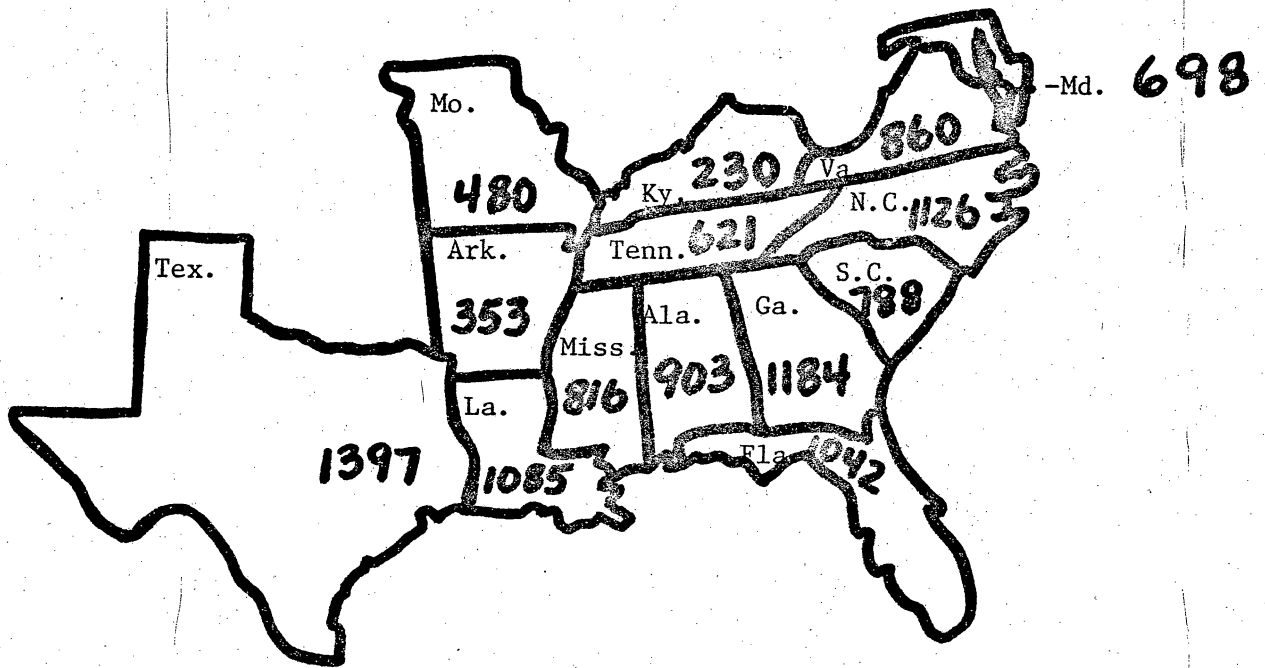 -Md. 698
Mo.
480
Ky. 230
Va 860
N.C. 1126
Tenn. 621
Tex.
1397
Ark.
353
S.C.
788
Miss.
816
Ala.
903
Ga.
1184
La.
1085
Fla
1042